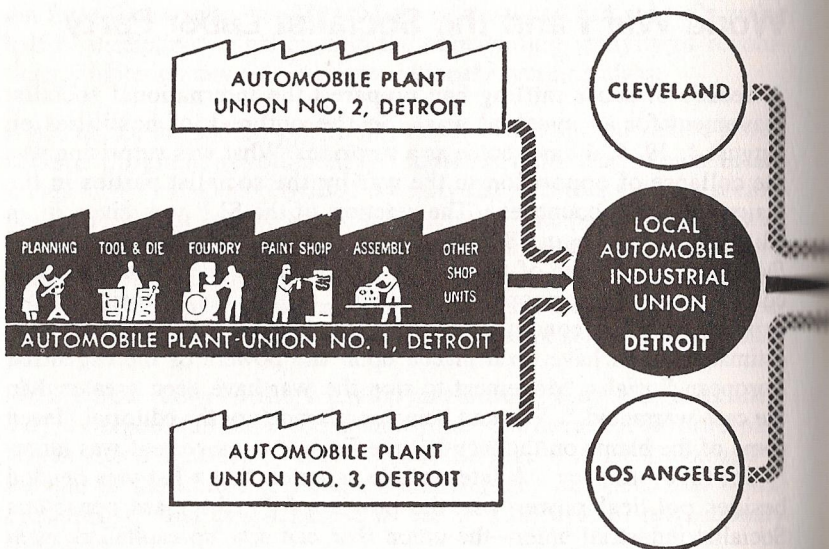 AUTOMOBILE PLANT
UNION NO. 2, DETROIT
CLEVELAND
PLANNING
TOOL & DIE
FOUNDRY
PAINT SHOIP
ASSEMBLY
OTHER
SHOP
UNITS
AUTOMOBILE PLANT-UNION NO. 1, DETROIT
LOCAL
AUTOMOBILE
INDUSTRIAL
UNION
DETROIT
AUTOMOBILE PLANT
UNION NO. 3, DETROIT
LOS ANGELES